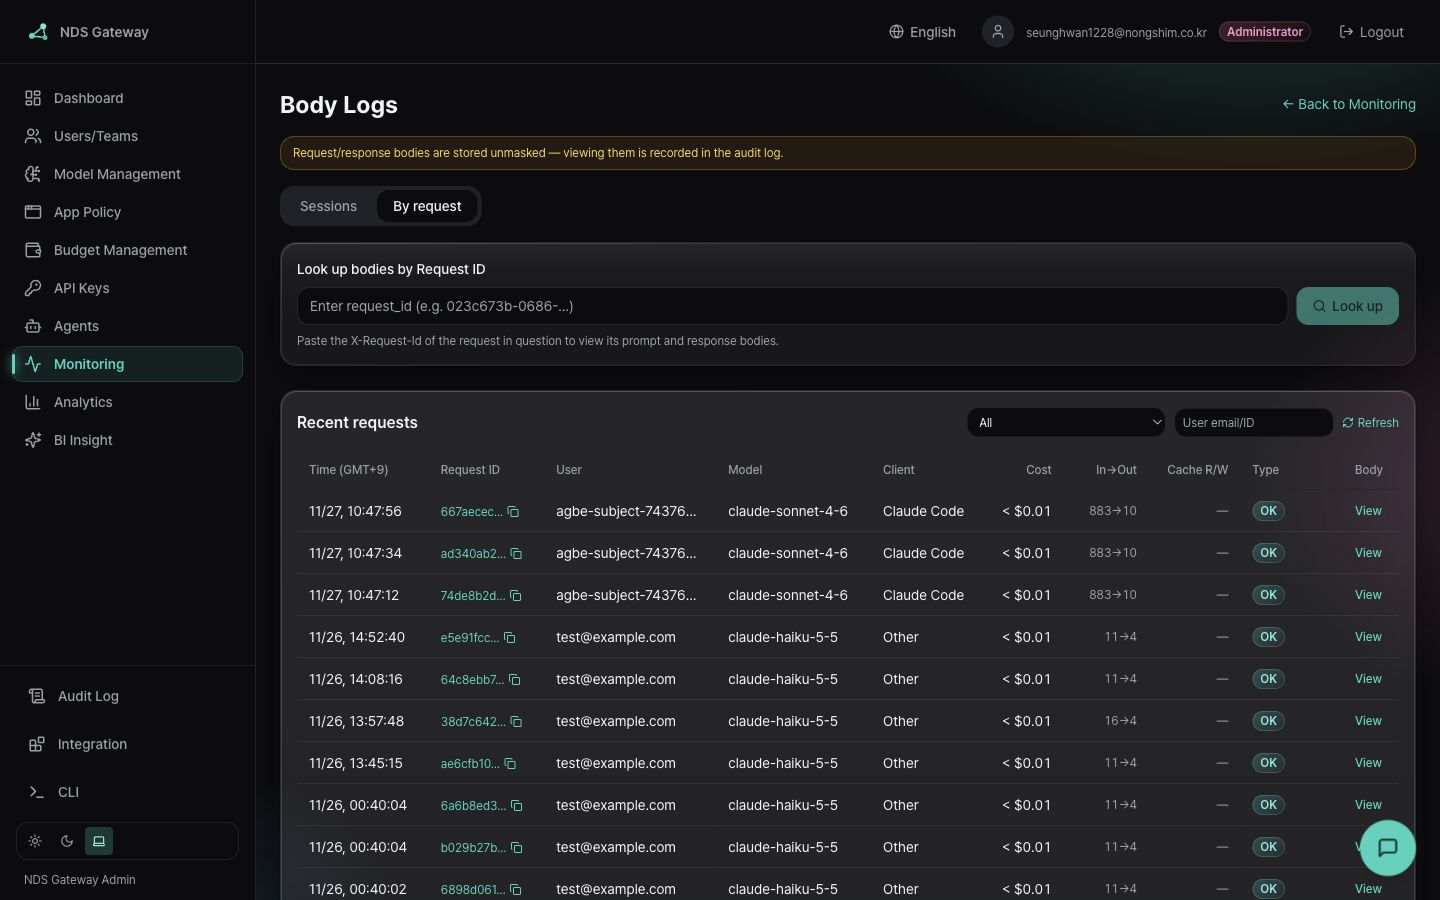 NDS Gateway
English
seunghwan1228@nongshim.co.kr
Administrator
Logout
Dashboard
Users/Teams
Model Management
App Policy
Budget Management
API Keys
Agents
Monitoring
Analytics
BI Insight
Audit Log
Integration
CLI
NDS Gateway Admin
Body Logs
← Back to Monitoring
Request/response bodies are stored unmasked — viewing them is recorded in the audit log.
Sessions By request
Look up bodies by Request ID
Enter request_id (e.g. 023c673b-0686-...)
Look up
Paste the X-Request-Id of the request in question to view its prompt and response bodies.
Recent requests
All
User email/ID
Refresh
Time (GMT+9) Request ID User Model Client Cost In→Out Cache R/W Type Body
11/27, 10:47:56 667aecec... agbe-subject-74376... claude-sonnet-4-6 Claude Code < $0.01 883→10 — OK View
11/27, 10:47:34 ad340ab2... agbe-subject-74376... claude-sonnet-4-6 Claude Code < $0.01 883→10 — OK View
11/27, 10:47:12 74de8b2d... agbe-subject-74376... claude-sonnet-4-6 Claude Code < $0.01 883→10 — OK View
11/26, 14:52:40 e5e91fcc... test@example.com claude-haiku-5-5 Other < $0.01 11→4 — OK View
11/26, 14:08:16 64c8ebb7... test@example.com claude-haiku-5-5 Other < $0.01 11→4 — OK View
11/26, 13:57:48 38d7c642... test@example.com claude-haiku-5-5 Other < $0.01 16→4 — OK View
11/26, 13:45:15 ae6cfb10... test@example.com claude-haiku-5-5 Other < $0.01 11→4 — OK View
11/26, 00:40:04 6a6b8ed3... test@example.com claude-haiku-5-5 Other < $0.01 11→4 — OK View
11/26, 00:40:04 b029b27b... test@example.com claude-haiku-5-5 Other < $0.01 11→4 — OK
11/26, 00:40:02 6898d061... test@example.com claude-haiku-5-5 Other < $0.01 11→4 — OK View